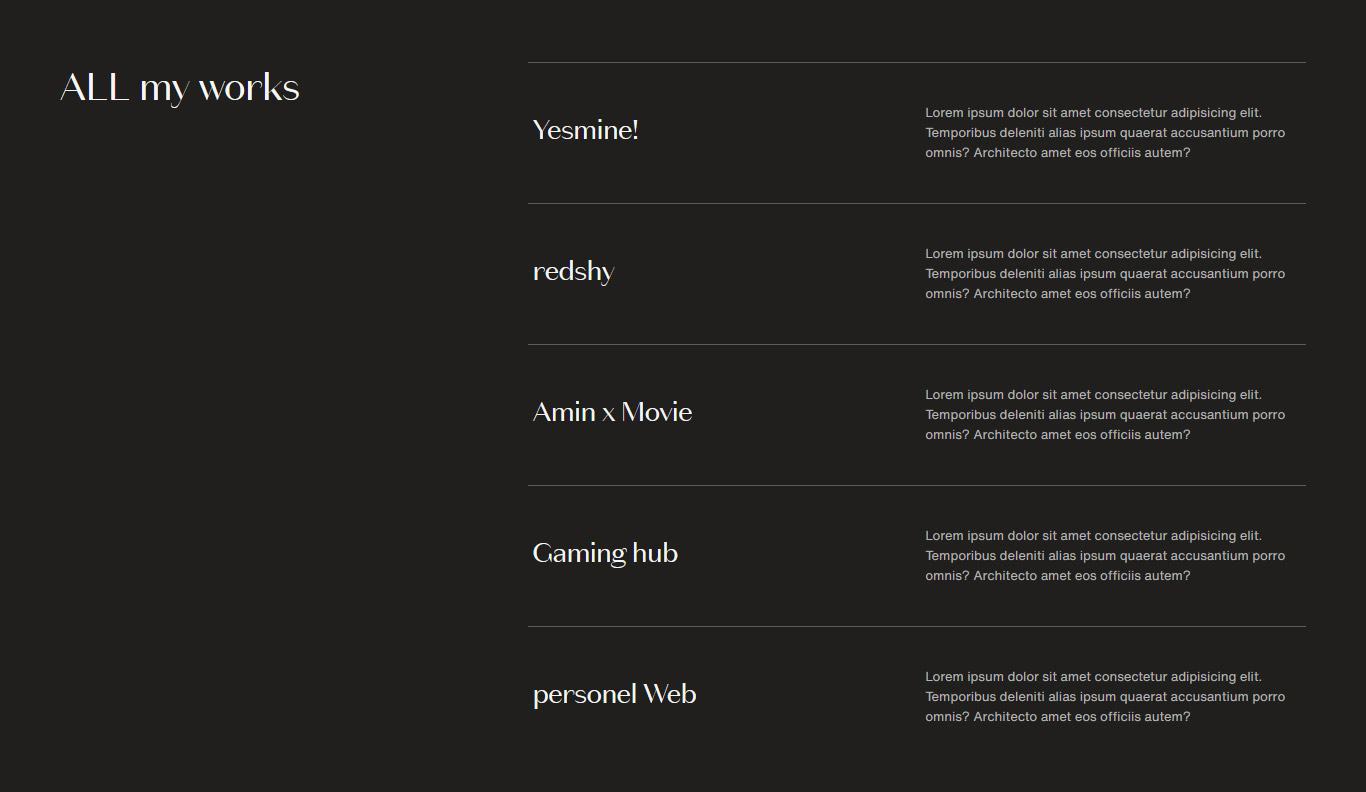 ALL my works
Yesmine!
Lorem ipsum dolor sit amet consectetur adipisicing elit.
Temporibus deleniti alias ipsum quaerat accusantium porro
omnis? Architecto amet eos officiis autem?
redshy
Lorem ipsum dolor sit amet consectetur adipisicing elit.
Temporibus deleniti alias ipsum quaerat accusantium porro
omnis? Architecto amet eos officiis autem?
Amin x Movie
Lorem ipsum dolor sit amet consectetur adipisicing elit.
Temporibus deleniti alias ipsum quaerat accusantium porro
omnis? Architecto amet eos officiis autem?
Gaming hub
Lorem ipsum dolor sit amet consectetur adipisicing elit.
Temporibus deleniti alias ipsum quaerat accusantium porro
omnis? Architecto amet eos officiis autem?
personel Web
Lorem ipsum dolor sit amet consectetur adipisicing elit.
Temporibus deleniti alias ipsum quaerat accusantium porro
omnis? Architecto amet eos officiis autem?